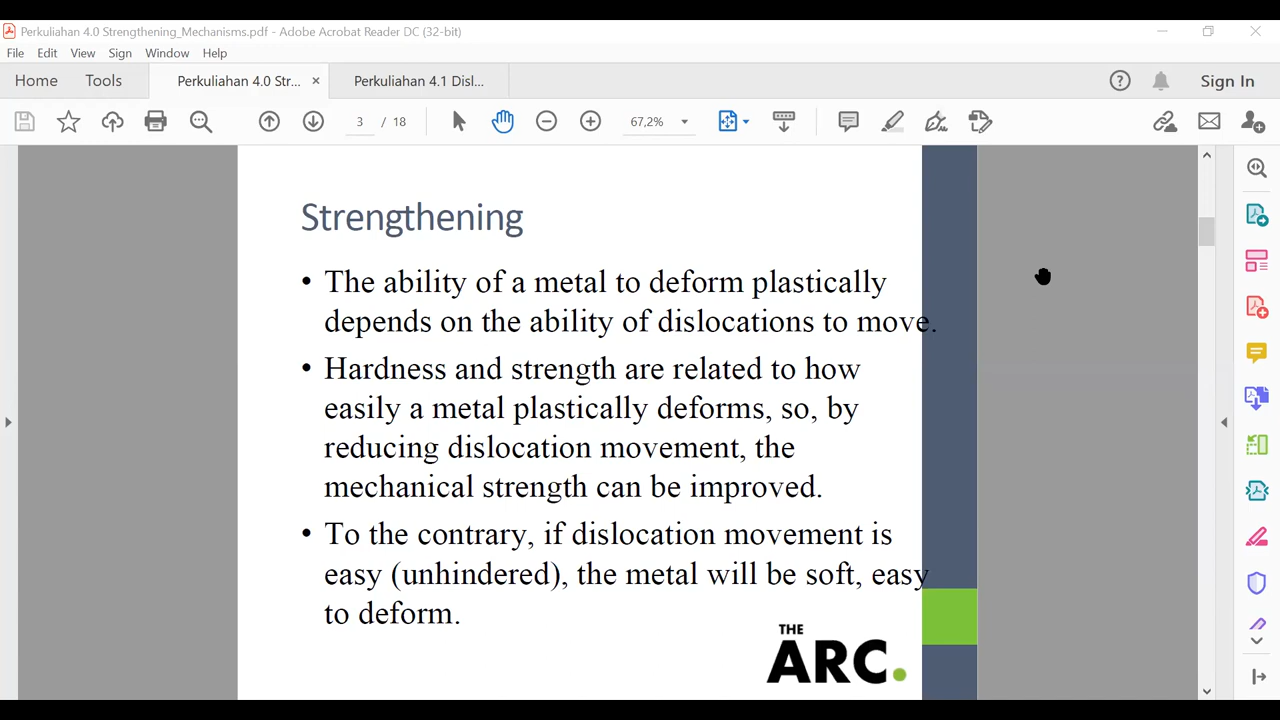 Perkuliahan 4.0 Strengthening_Mechanisms.pdf - Adobe Acrobat Reader DC (32-bit)
File Edit View Sign Window Help
Home Tools Perkuliahan 4.0 Str... × Perkuliahan 4.1 Disl... Sign In
3 / 18 67,2%
Strengthening
• The ability of a metal to deform plastically
depends on the ability of dislocations to move.
• Hardness and strength are related to how
easily a metal plastically deforms, so, by
reducing dislocation movement, the
mechanical strength can be improved.
• To the contrary, if dislocation movement is
easy (unhindered), the metal will be soft, easy
to deform.
THE
ARC.